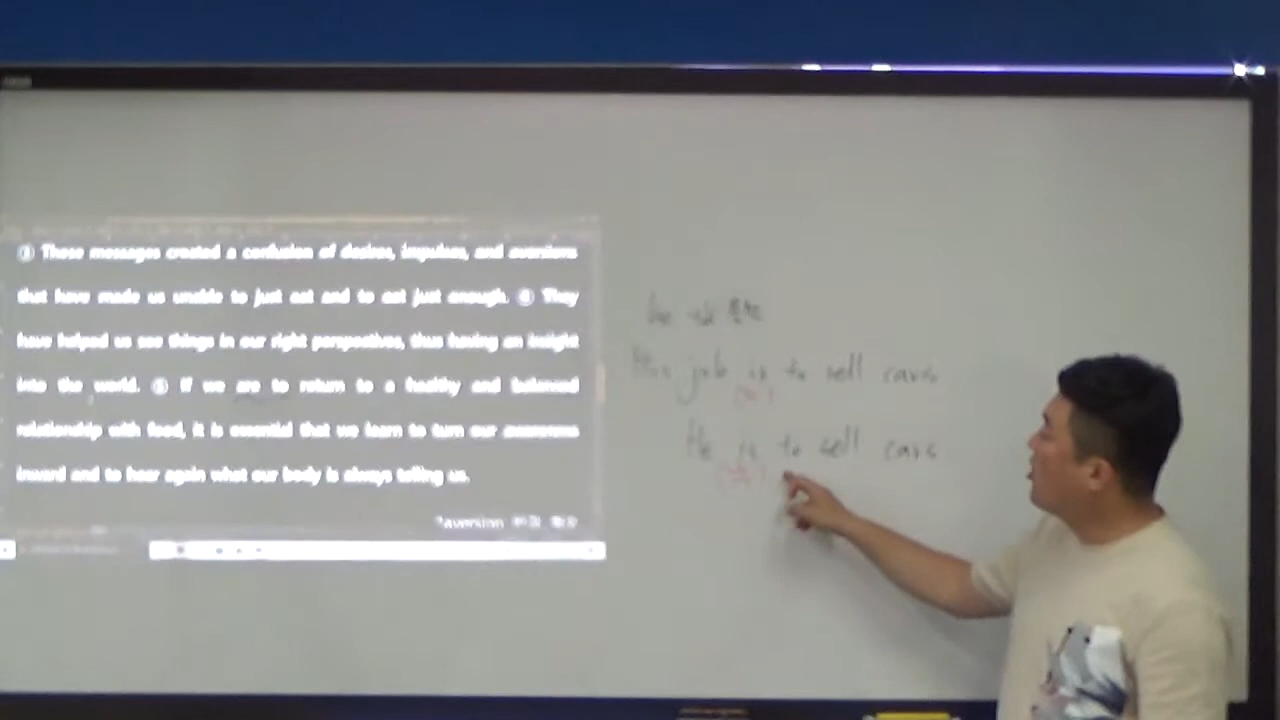 ③ These messages created a confusion of desires, impulses, and aversions
that have made us unable to just eat and to eat just enough. ④ They
have helped us see things in our right perspectives, thus having an insight
into the world. ⑤ If we are to return to a healthy and balanced
relationship with food, it is essential that we learn to turn our awareness
inward and to hear again what our body is always telling us.
*aversion
be
job is to sell cars
He is to sell cars